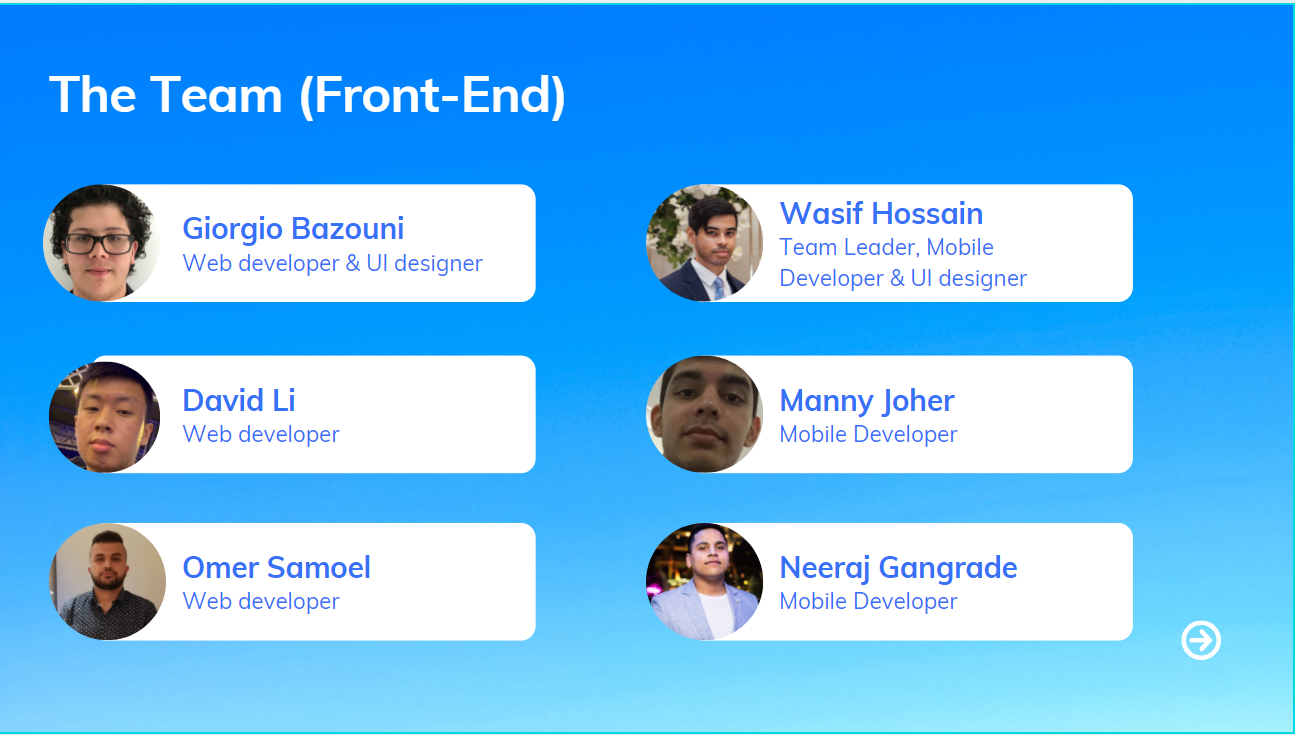 The Team (Front-End)
Giorgio Bazouni
Web developer & UI designer
Wasif Hossain
Team Leader, Mobile
Developer & UI designer
David Li
Web developer
Manny Joher
Mobile Developer
Omer Samoel
Web developer
Neeraj Gangrade
Mobile Developer